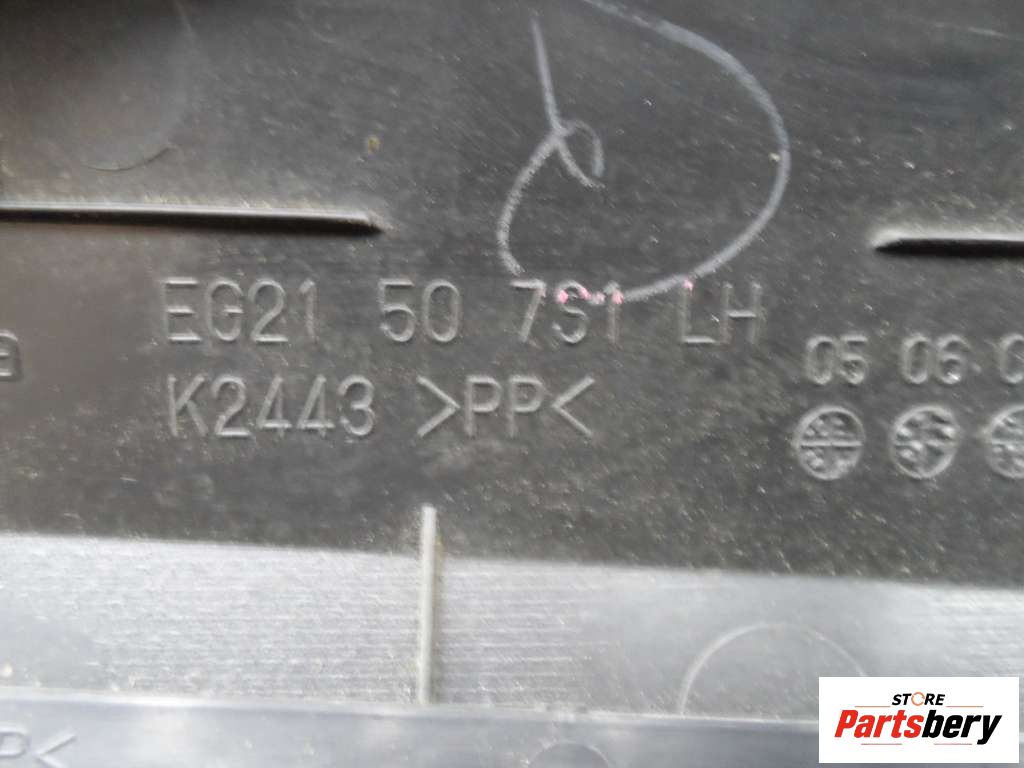 EG21 50 7S1 LH
K2443 >PP<
05 06
P<
STORE
Partsbery